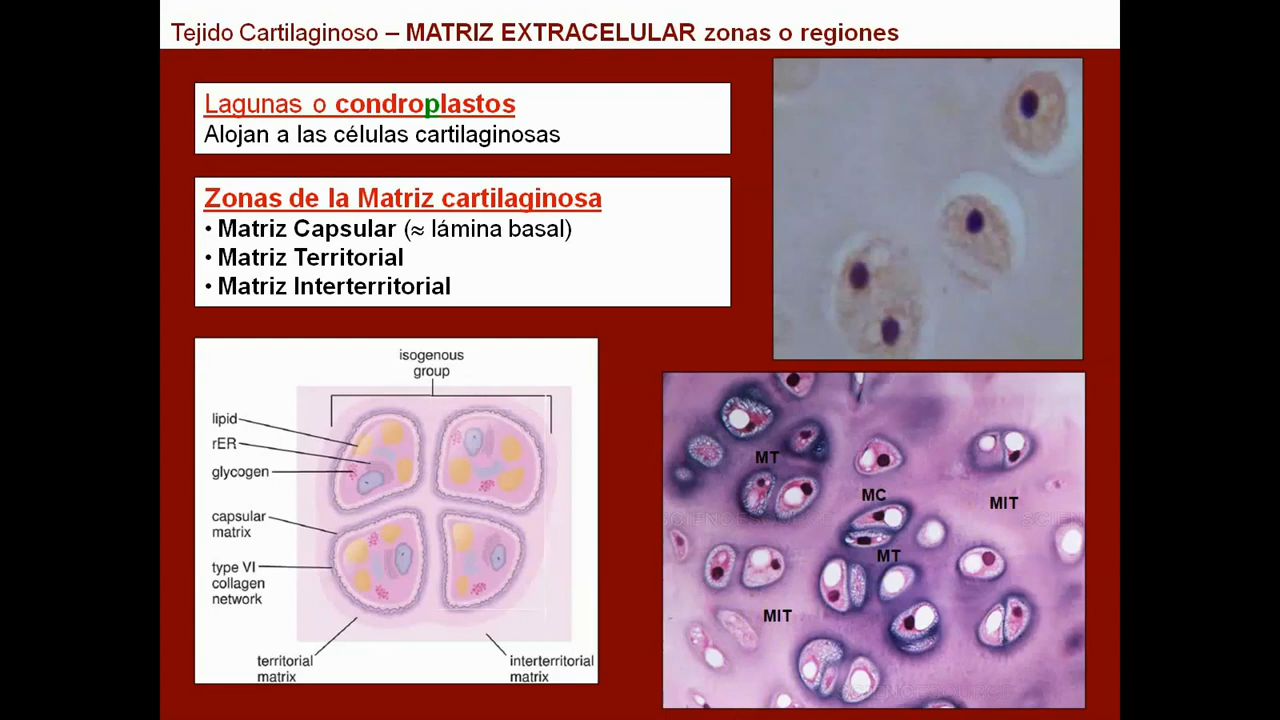 Tejido Cartilaginoso – MATRIZ EXTRACELULAR zonas o regiones
Lagunas o condroplastos
Alojan a las células cartilaginosas
Zonas de la Matriz cartilaginosa
• Matriz Capsular (≈ lámina basal)
• Matriz Territorial
• Matriz Interterritorial
isogenous
group
lipid
rER
glycogen
capsular
matrix
type VI
collagen
network
territorial
matrix
interterritorial
matrix
MT
MC
MIT
MT
MIT